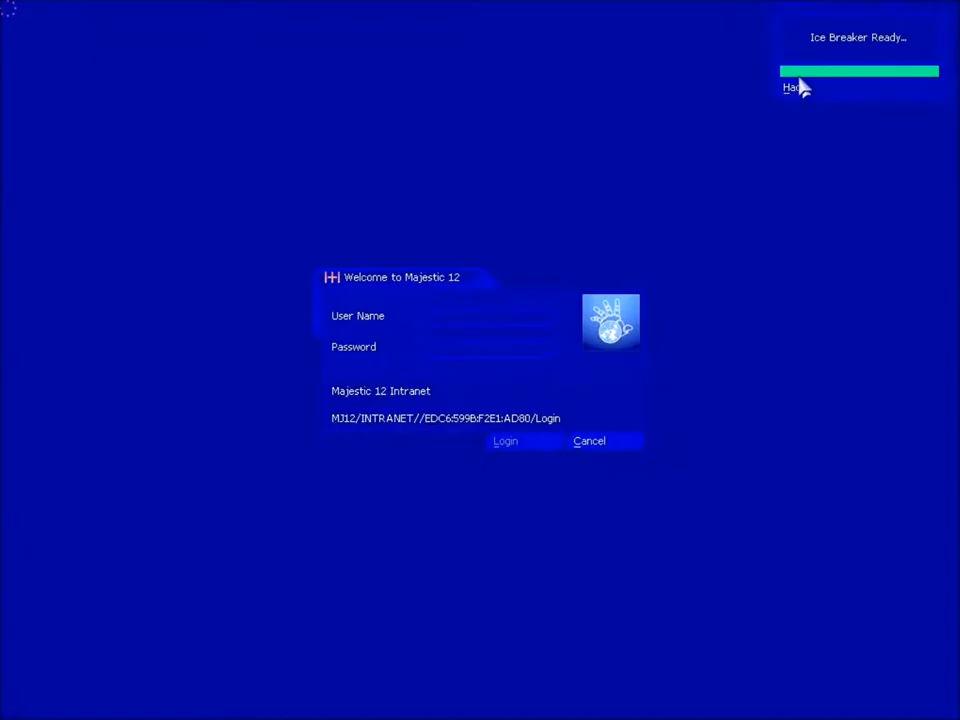 Ice Breaker Ready...
Welcome to Majestic 12
User Name
Password
Majestic 12 Intranet
MJ12/INTRANET//EDC6:599B:F2E1:AD80/Login
Login
Cancel